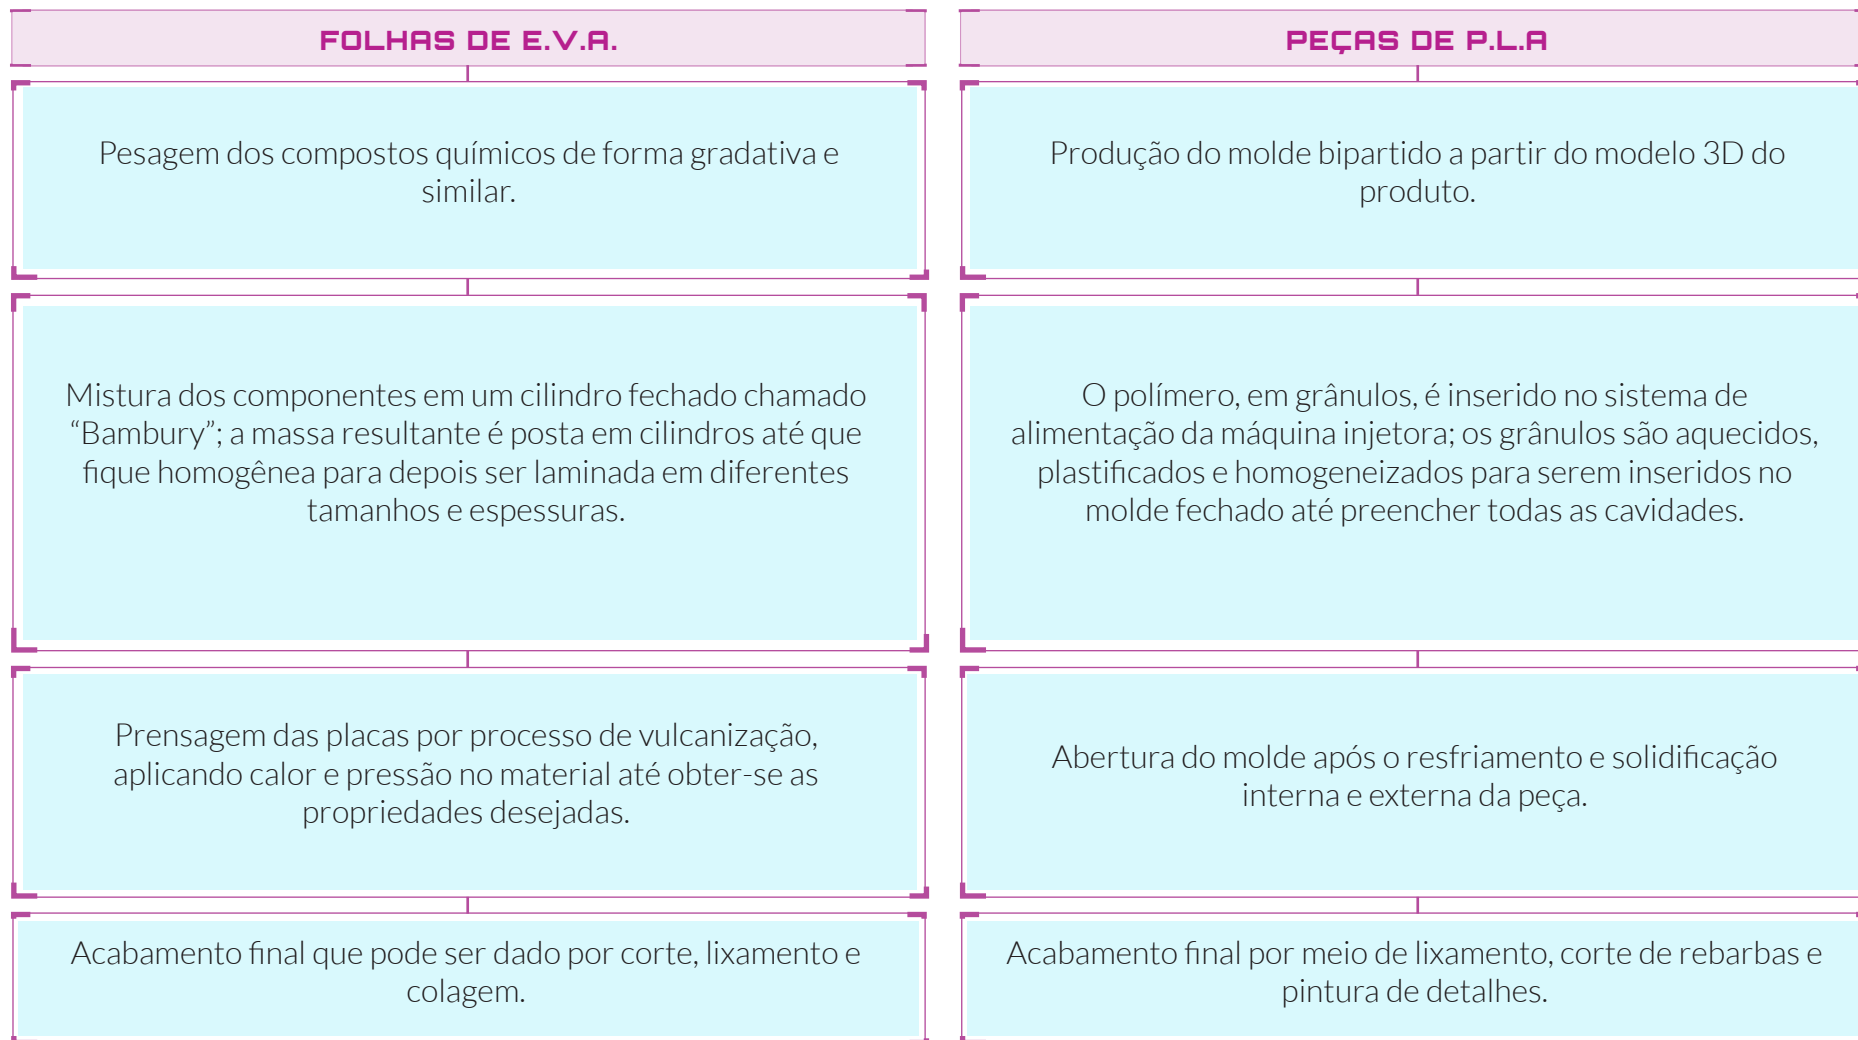 FOLHAS DE E.V.A.
Pesagem dos compostos químicos de forma gradativa e
similar.
Mistura dos componentes em um cilindro fechado chamado
“Bambury”; a massa resultante é posta em cilindros até que
fique homogênea para depois ser laminada em diferentes
tamanhos e espessuras.
Prensagem das placas por processo de vulcanização,
aplicando calor e pressão no material até obter-se as
propriedades desejadas.
Acabamento final que pode ser dado por corte, lixamento e
colagem.
PEÇAS DE P.L.A
Produção do molde bipartido a partir do modelo 3D do
produto.
O polímero, em grânulos, é inserido no sistema de
alimentação da máquina injetora; os grânulos são aquecidos,
plastificados e homogeneizados para serem inseridos no
molde fechado até preencher todas as cavidades.
Abertura do molde após o resfriamento e solidificação
interna e externa da peça.
Acabamento final por meio de lixamento, corte de rebarbas e
pintura de detalhes.